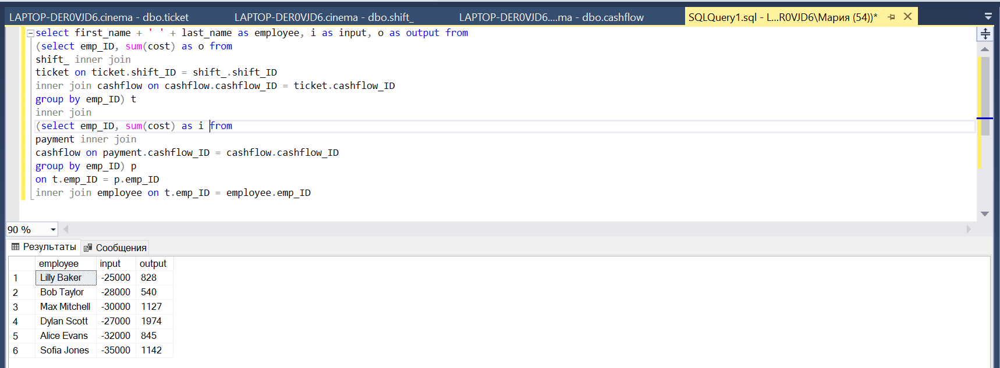 LAPTOP-DER0VJD6.cinema - dbo.ticket LAPTOP-DER0VJD6.cinema - dbo.shift_ LAPTOP-DER0VJD6....ma - dbo.cashflow SQLQuery1.sql - L...R0VJD6\Мария (54))*
select first_name + ' ' + last_name as employee, i as input, o as output from
(select emp_ID, sum(cost) as o from
shift_ inner join
ticket on ticket.shift_ID = shift_.shift_ID
inner join cashflow on cashflow.cashflow_ID = ticket.cashflow_ID
group by emp_ID) t
inner join
(select emp_ID, sum(cost) as i from
payment inner join
cashflow on payment.cashflow_ID = cashflow.cashflow_ID
group by emp_ID) p
on t.emp_ID = p.emp_ID
inner join employee on t.emp_ID = employee.emp_ID
90 %
Результаты Сообщения
employee input output
1 Lilly Baker -25000 828
2 Bob Taylor -28000 540
3 Max Mitchell -30000 1127
4 Dylan Scott -27000 1974
5 Alice Evans -32000 845
6 Sofia Jones -35000 1142